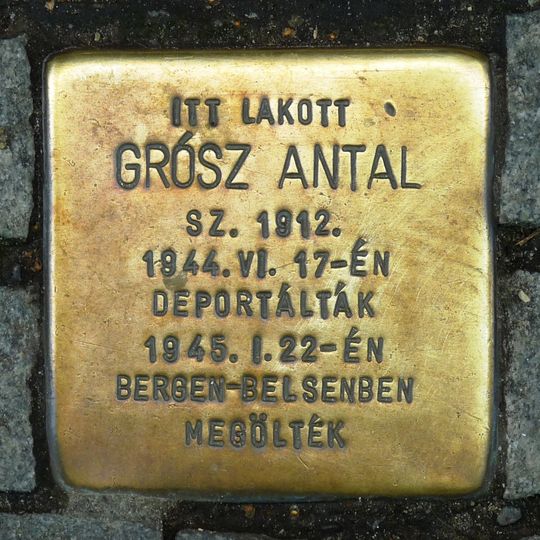 ITT LAKOTT
GRÓSZ ANTAL
SZ. 1912.
1944. VI. 17-ÉN
DEPORTÁLTÁK
1945. I. 22-ÉN
BERGEN-BELSENBEN
MEGÖLTÉK